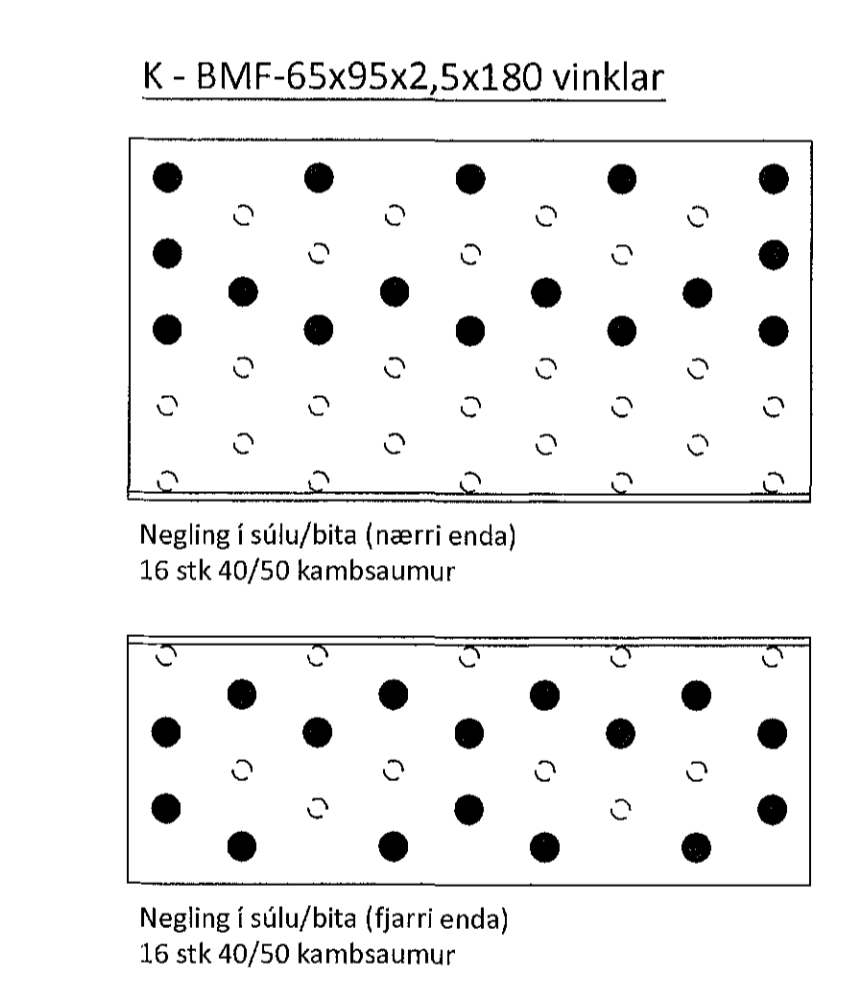 K - BMF-65x95x2,5x180 vinklar
Negling í súlu/bita (nærri enda)
16 stk 40/50 kambsaumur
Negling í súlu/bita (fjarri enda)
16 stk 40/50 kambsaumur